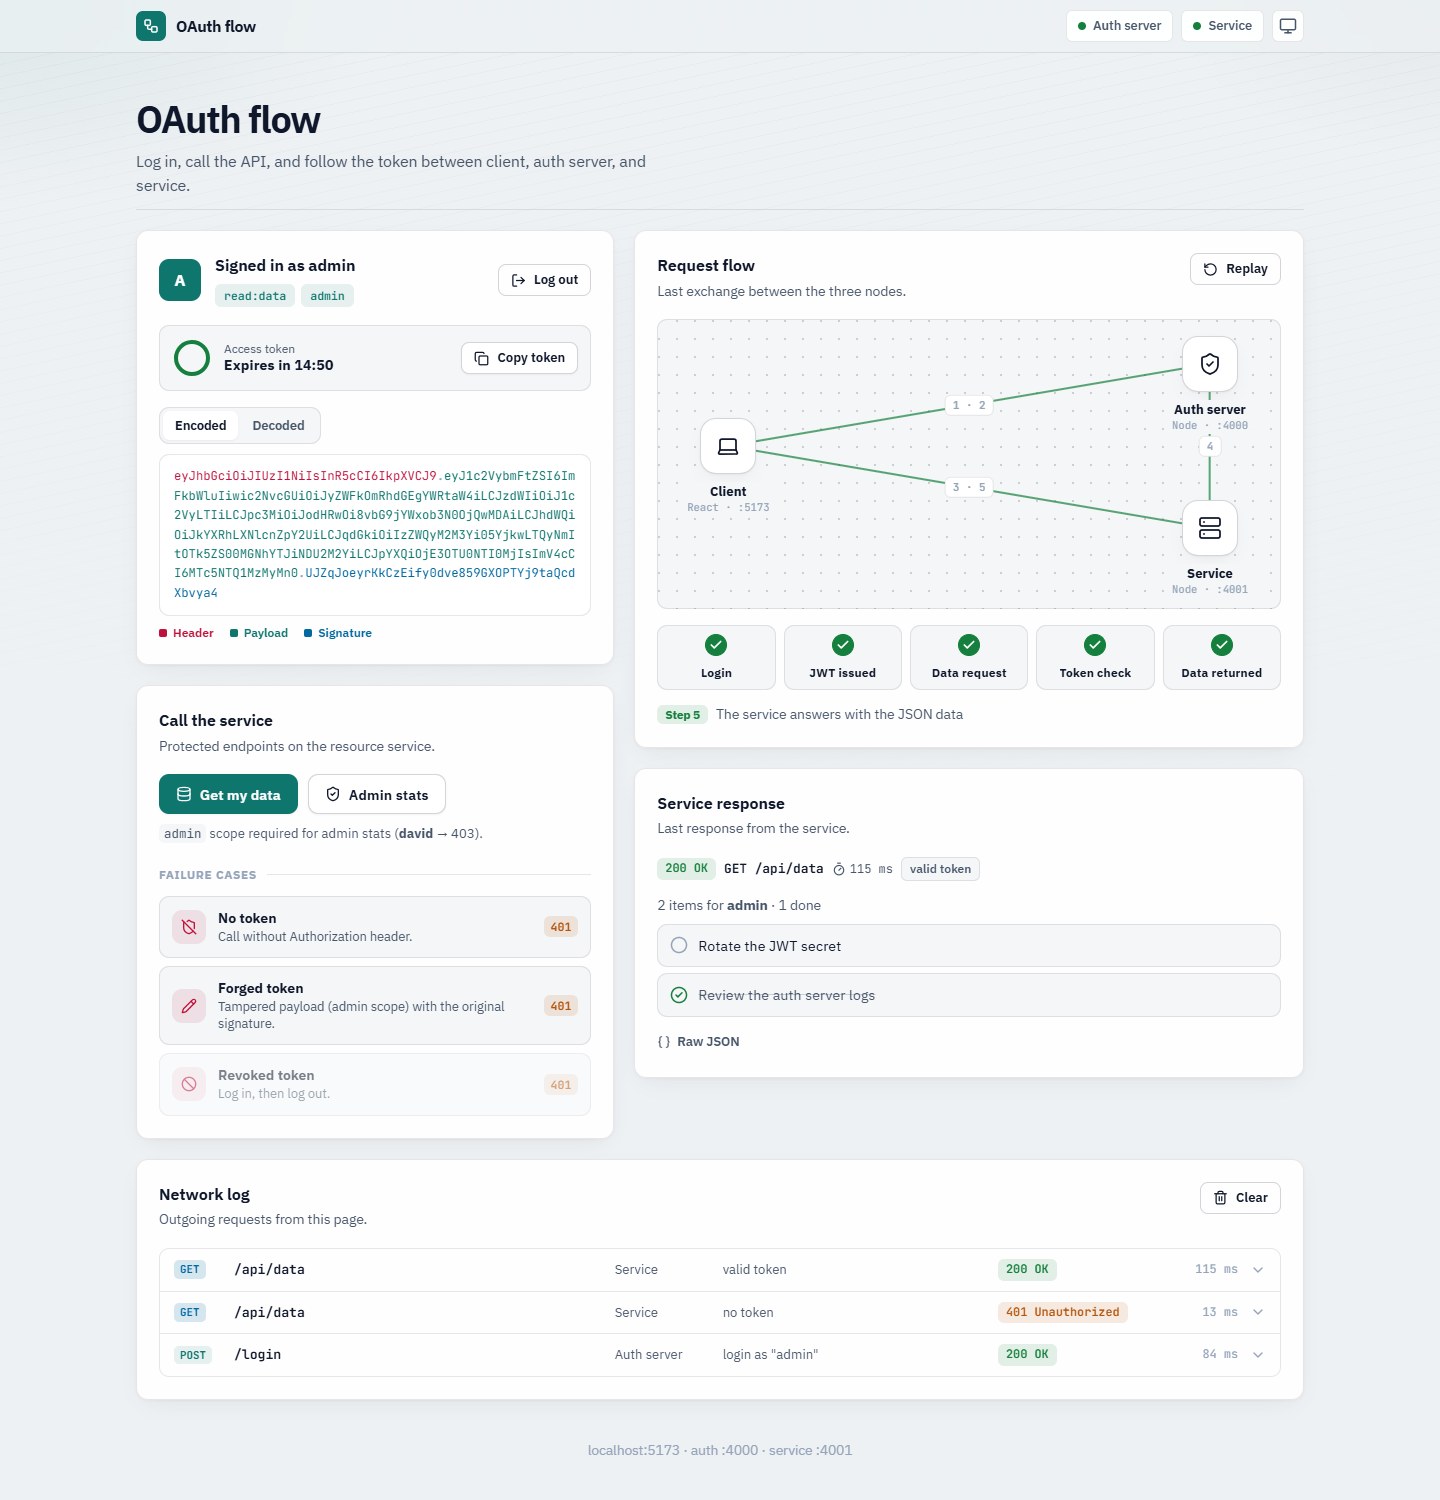 OAuth flow
Auth server
Service
OAuth flow
Log in, call the API, and follow the token between client, auth server, and
service.
A
Signed in as admin
read:data
admin
Log out
Access token
Expires in 14:50
Copy token
Encoded
Decoded
eyJhbGciOiJIUzI1NiIsInR5cCI6IkpXVCJ9.eyJ1c2VybmFtZSI6Im
FkbWluIiwic2NvcGUiOiJyZWFkOmRhdGEgYWRtaW4iLCJzdWIiOiJ1c
2VyLTIiLCJpc3MiOiJodHRwOi8vbG9jYWxob3N0OjQwMDAiLCJhdWQi
OiJkYXRhLXNlcnZpY2UiLCJqdGkiOiIzZWQyM2M3Yi05YjkwLTQyNmI
tOTk5ZS00MGNhYTJiNDU2M2YiLCJpYXQiOjE3OTU0NTI0MjIsImV4cC
I6MTc5NTQ1MzMyMn0.UJZqJoeyrKkCzEify0dve859GXOPTYj9taQcd
Xbvya4
Header
Payload
Signature
Call the service
Protected endpoints on the resource service.
Get my data
Admin stats
admin scope required for admin stats (david → 403).
FAILURE CASES
No token
Call without Authorization header.
401
Forged token
Tampered payload (admin scope) with the original
signature.
401
Revoked token
Log in, then log out.
401
Request flow
Last exchange between the three nodes.
Replay
1 · 2
Auth server
Node · :4000
4
Client
React · :5173
3 · 5
Service
Node · :4001
Login
JWT issued
Data request
Token check
Data returned
Step 5
The service answers with the JSON data
Service response
Last response from the service.
200 OK
GET /api/data
115 ms
valid token
2 items for admin · 1 done
Rotate the JWT secret
Review the auth server logs
{ } Raw JSON
Network log
Outgoing requests from this page.
Clear
GET /api/data Service valid token 200 OK 115 ms
GET /api/data Service no token 401 Unauthorized 13 ms
POST /login Auth server login as "admin" 200 OK 84 ms
localhost:5173 · auth :4000 · service :4001